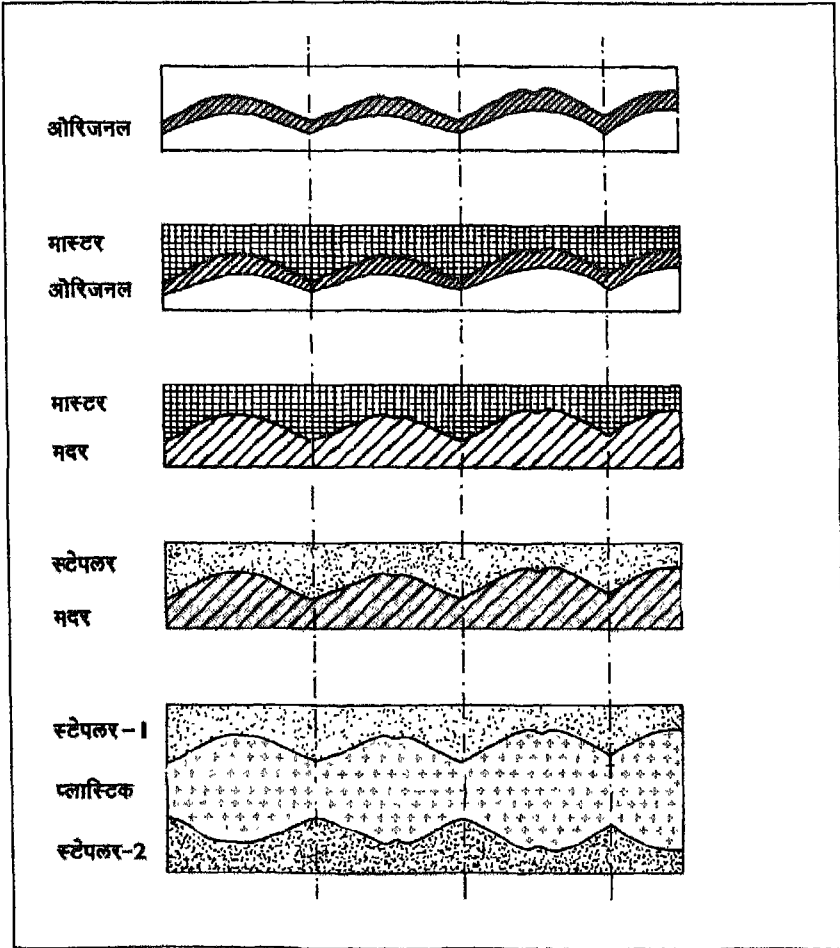 ओरिजनल
मास्टर
ओरिजनल
मास्टर
मदर
स्टेपलर
मदर
स्टेपलर-1
प्लास्टिक
स्टेपलर-2